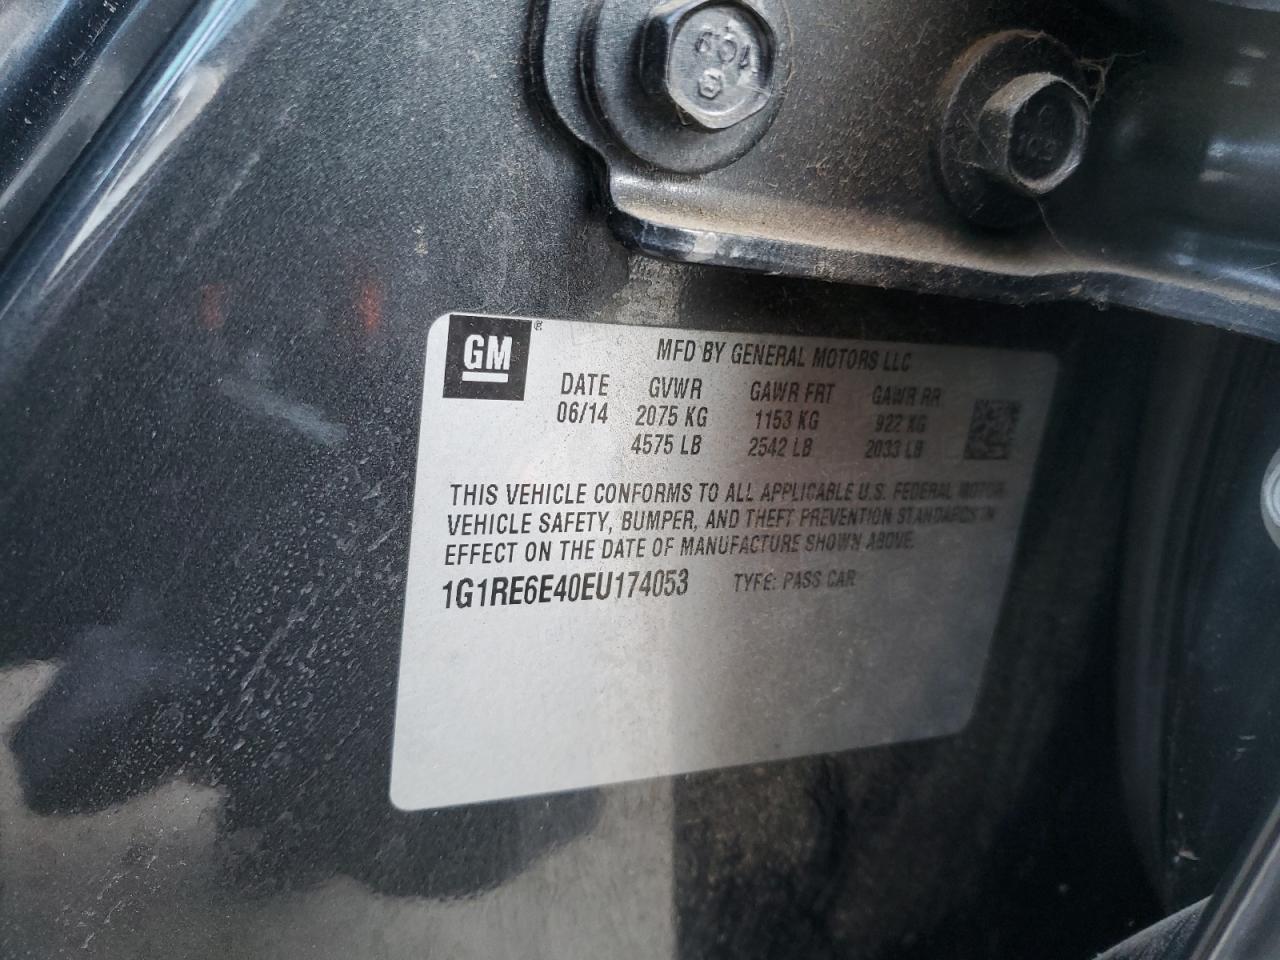 GM ®
MFD BY GENERAL MOTORS LLC
DATE GVWR GAWR FRT GAWR RR
06/14 2075 KG 1153 KG 922 KG
4575 LB 2542 LB 2033 LB
THIS VEHICLE CONFORMS TO ALL APPLICABLE U.S. FEDERAL MOTOR
VEHICLE SAFETY, BUMPER, AND THEFT PREVENTION STANDARDS IN
EFFECT ON THE DATE OF MANUFACTURE SHOWN ABOVE.
1G1RE6E40EU174053 TYPE: PASS CAR